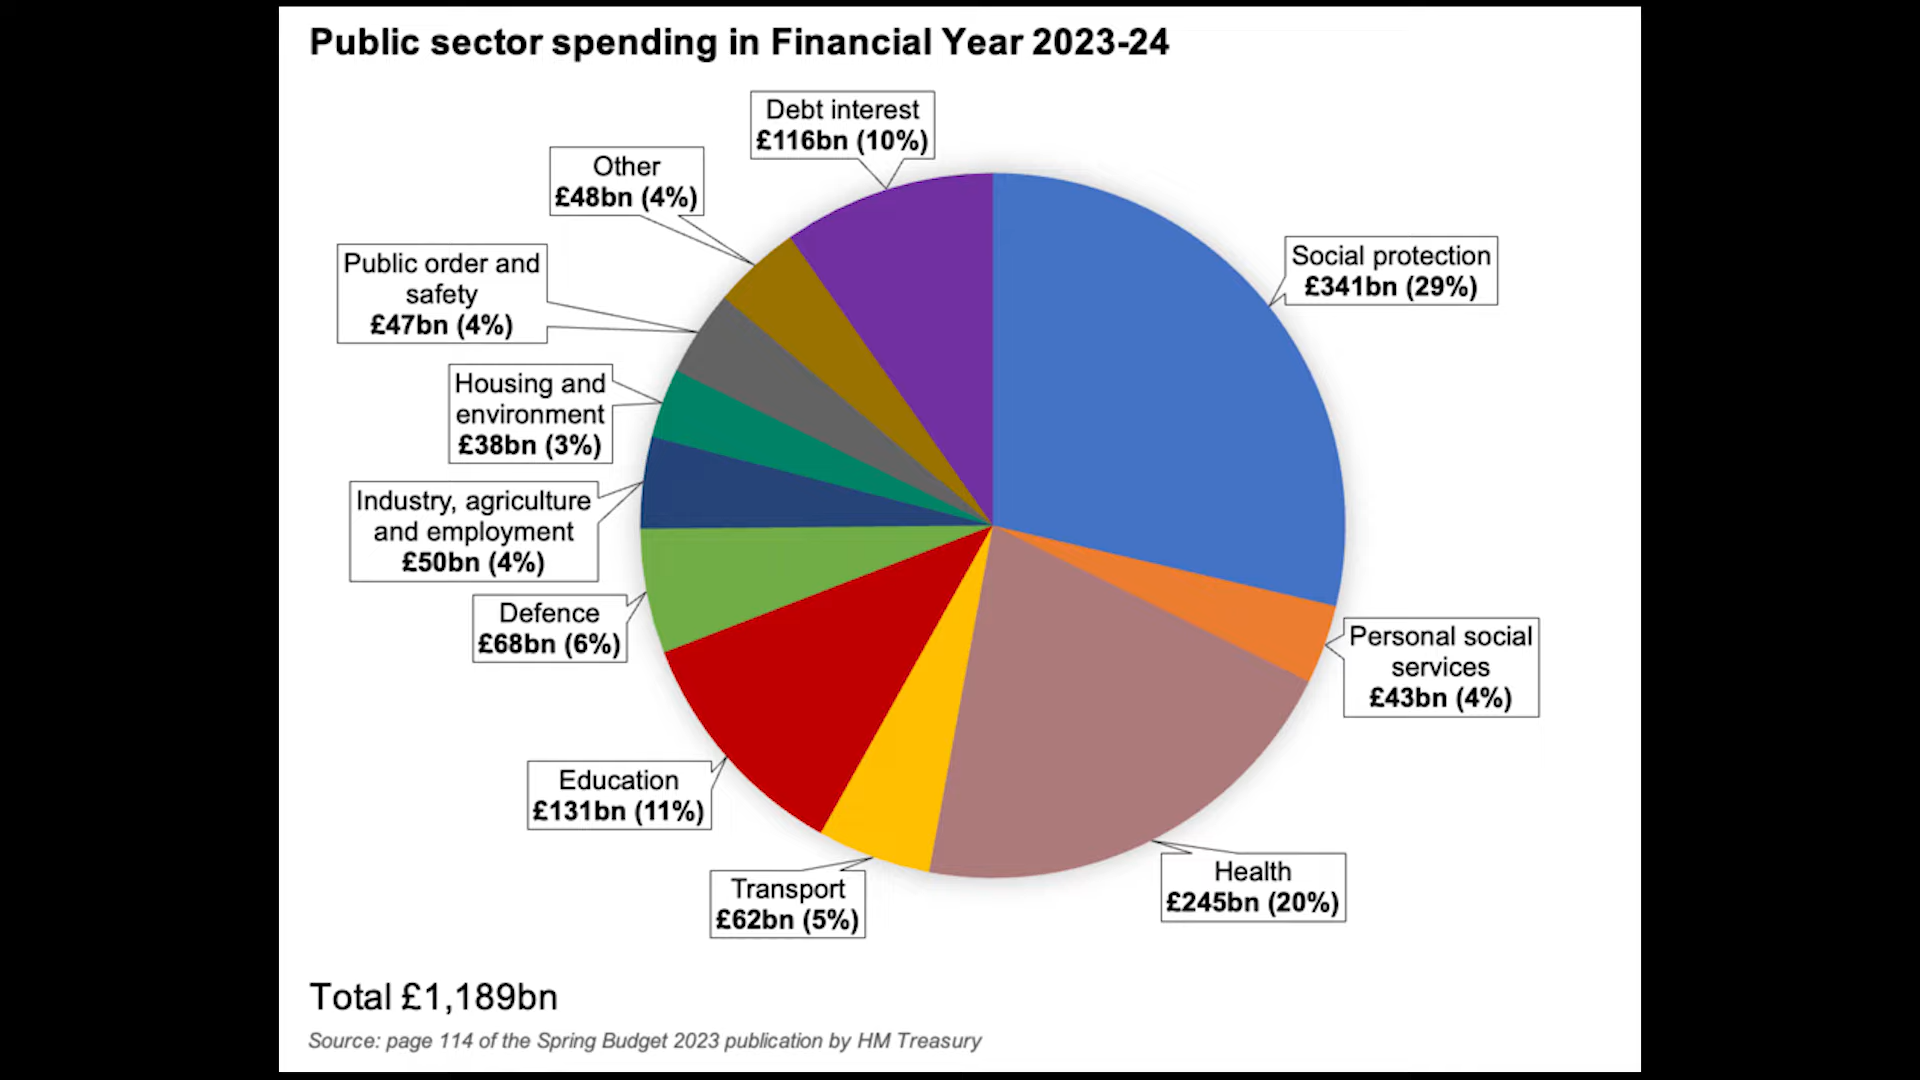 Public sector spending in Financial Year 2023-24
Debt interest
£116bn (10%)
Other
£48bn (4%)
Public order and
safety
£47bn (4%)
Social protection
£341bn (29%)
Housing and
environment
£38bn (3%)
Industry, agriculture
and employment
£50bn (4%)
Defence
£68bn (6%)
Personal social
services
£43bn (4%)
Education
£131bn (11%)
Health
£245bn (20%)
Transport
£62bn (5%)
Total £1,189bn
Source: page 114 of the Spring Budget 2023 publication by HM Treasury